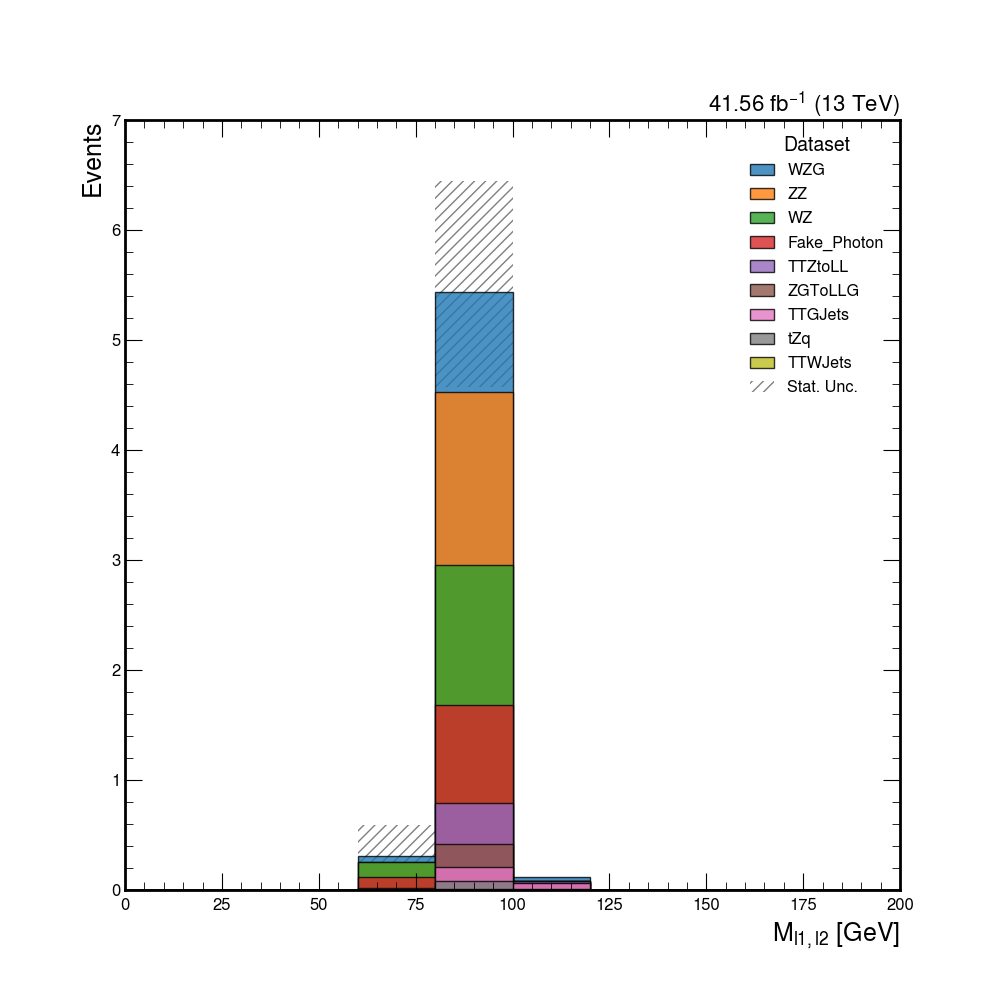 41.56 fb⁻¹ (13 TeV)
Events
7
6
5
4
3
2
1
0
Dataset
WZG
ZZ
WZ
Fake_Photon
TTZtoLL
ZGToLLG
TTGJets
tZq
TTWJets
Stat. Unc.
0 25 50 75 100 125 150 175 200
M_{l1, l2} [GeV]